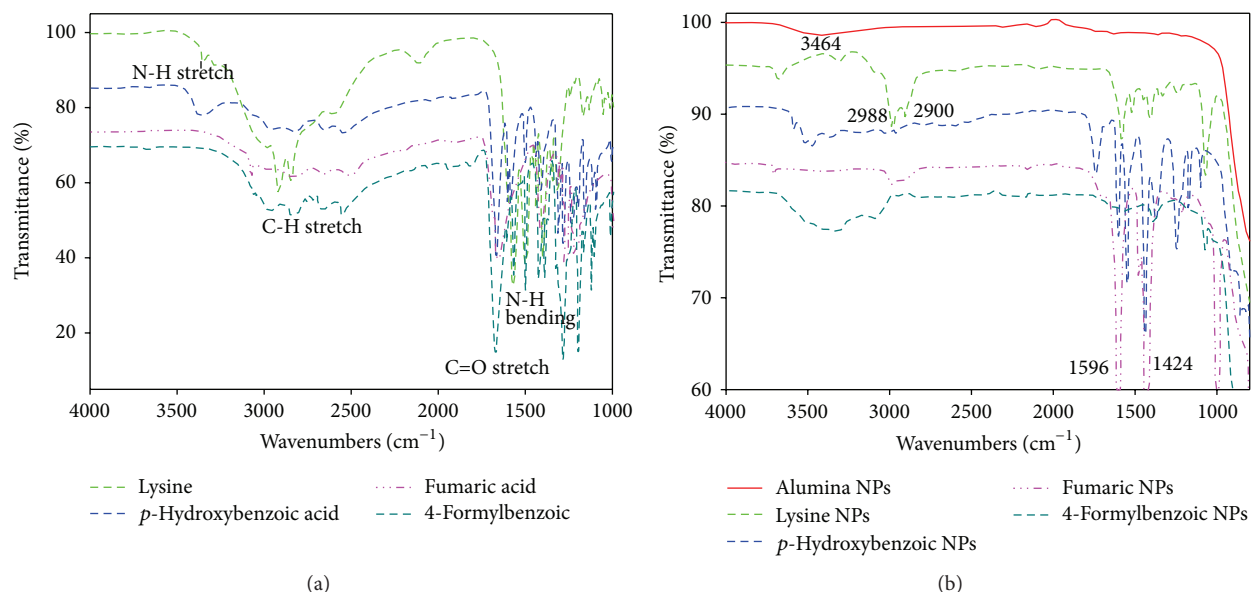 100
80
60
40
20
Transmittance (%)
N-H stretch
C-H stretch
N-H
bending
C=O stretch
4000 3500 3000 2500 2000 1500 1000
Wavenumbers (cm⁻¹)
Lysine
p-Hydroxybenzoic acid
Fumaric acid
4-Formylbenzoic
(a)
100
90
80
70
60
Transmittance (%)
3464
2988
2900
1596
1424
4000 3500 3000 2500 2000 1500 1000
Wavenumbers (cm⁻¹)
Alumina NPs
Lysine NPs
p-Hydroxybenzoic NPs
Fumaric NPs
4-Formylbenzoic NPs
(b)